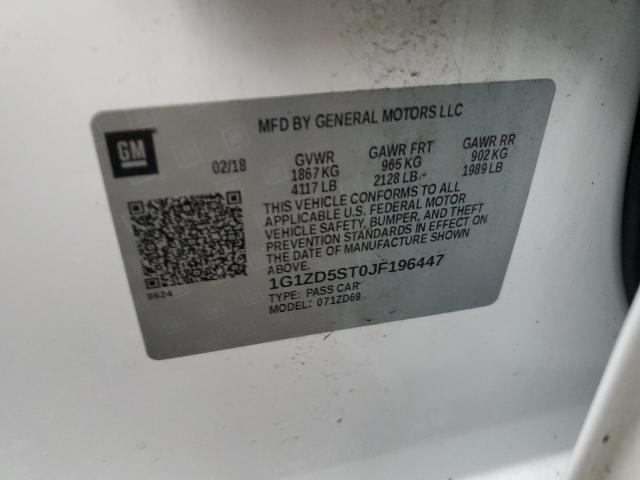 MFD BY GENERAL MOTORS LLC
GM
02/18 GVWR GAWR FRT GAWR RR
1867 KG 965 KG 902 KG
4117 LB 2128 LB 1989 LB
THIS VEHICLE CONFORMS TO ALL
APPLICABLE U.S. FEDERAL MOTOR
VEHICLE SAFETY, BUMPER, AND THEFT
PREVENTION STANDARDS IN EFFECT ON
THE DATE OF MANUFACTURE SHOWN
ABOVE.
1G1ZD5ST0JF196447
0624
TYPE: PASS CAR
MODEL: 071ZD69